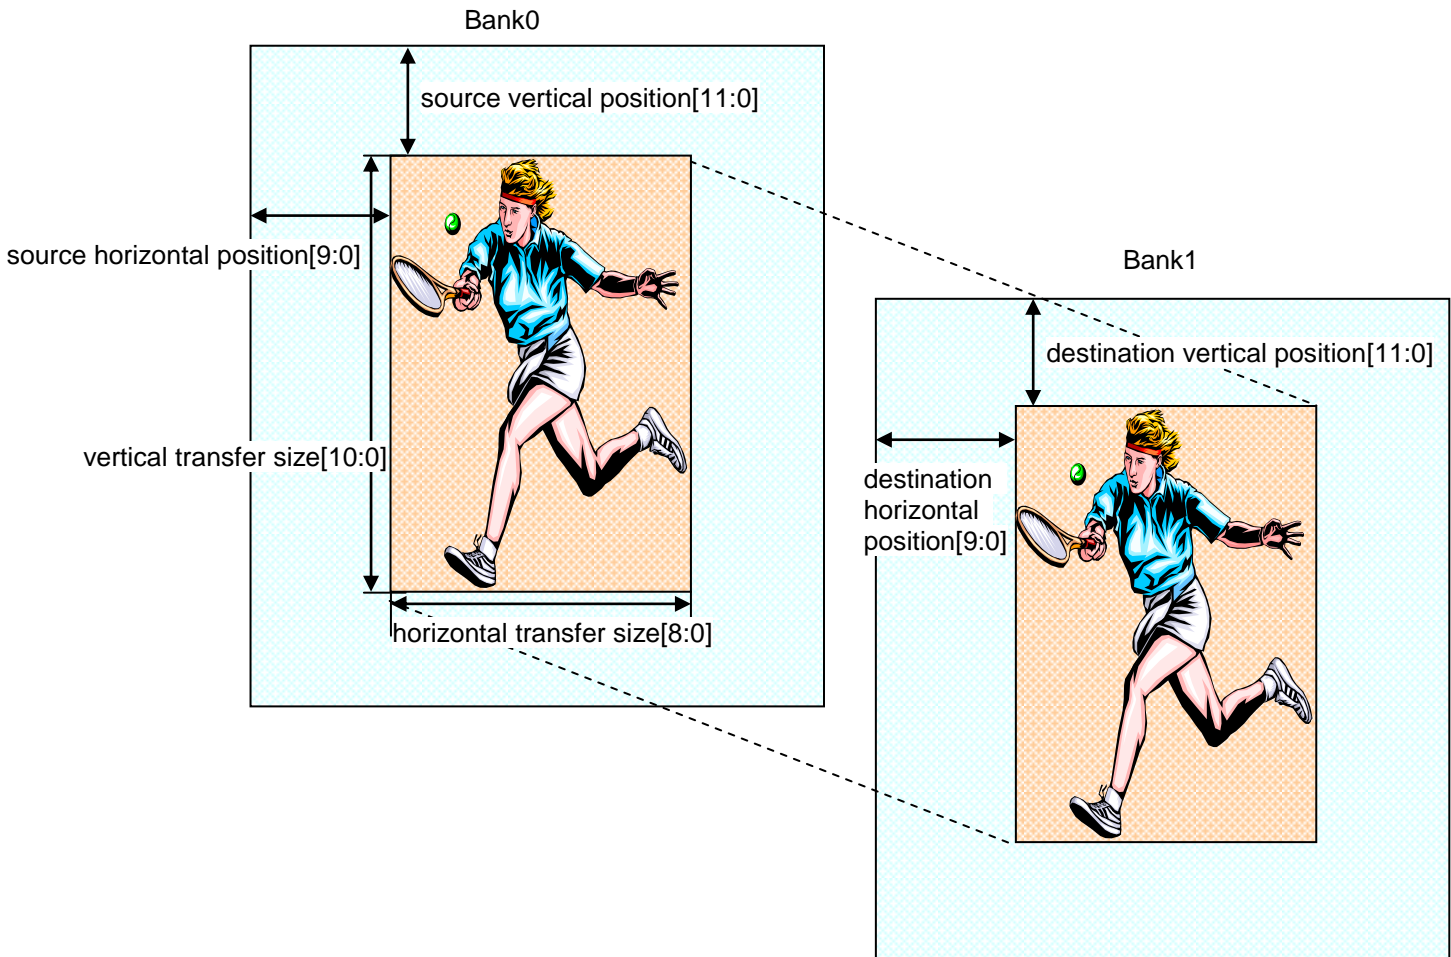 Bank0
source vertical position[11:0]
source horizontal position[9:0]
vertical transfer size[10:0]
horizontal transfer size[8:0]
Bank1
destination vertical position[11:0]
destination
horizontal
position[9:0]